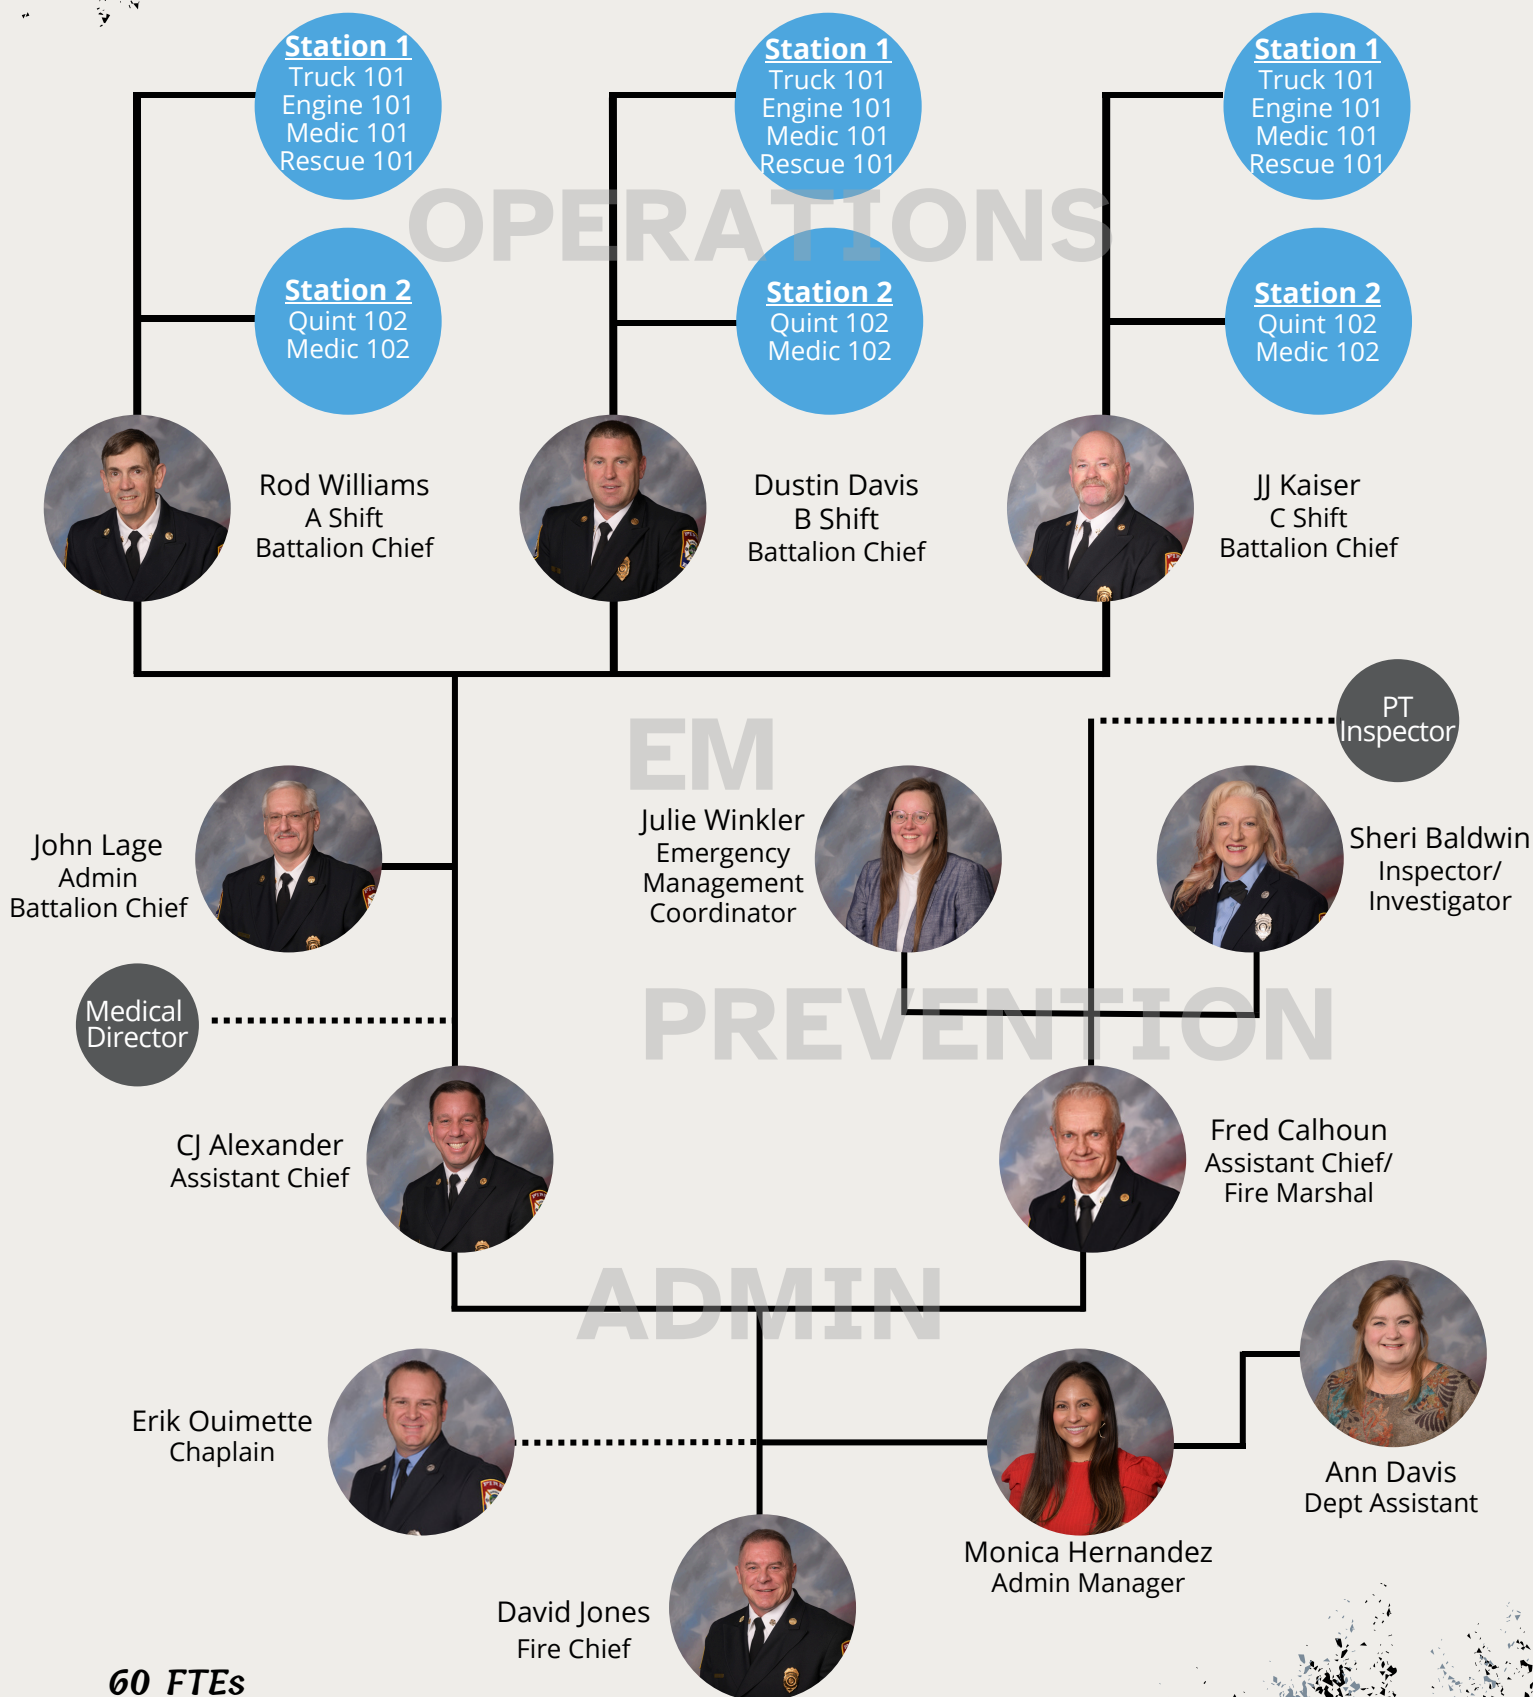 Station 1
Truck 101
Engine 101
Medic 101
Rescue 101
Station 1
Truck 101
Engine 101
Medic 101
Rescue 101
Station 1
Truck 101
Engine 101
Medic 101
Rescue 101
OPERATIONS
Station 2
Quint 102
Medic 102
Station 2
Quint 102
Medic 102
Station 2
Quint 102
Medic 102
Rod Williams
A Shift
Battalion Chief
Dustin Davis
B Shift
Battalion Chief
JJ Kaiser
C Shift
Battalion Chief
PT
Inspector
EM
John Lage
Admin
Battalion Chief
Julie Winkler
Emergency
Management
Coordinator
Sheri Baldwin
Inspector/
Investigator
Medical
Director
PREVENTION
CJ Alexander
Assistant Chief
Fred Calhoun
Assistant Chief/
Fire Marshal
ADMIN
Erik Ouimette
Chaplain
Ann Davis
Dept Assistant
Monica Hernandez
Admin Manager
David Jones
Fire Chief
60 FTEs